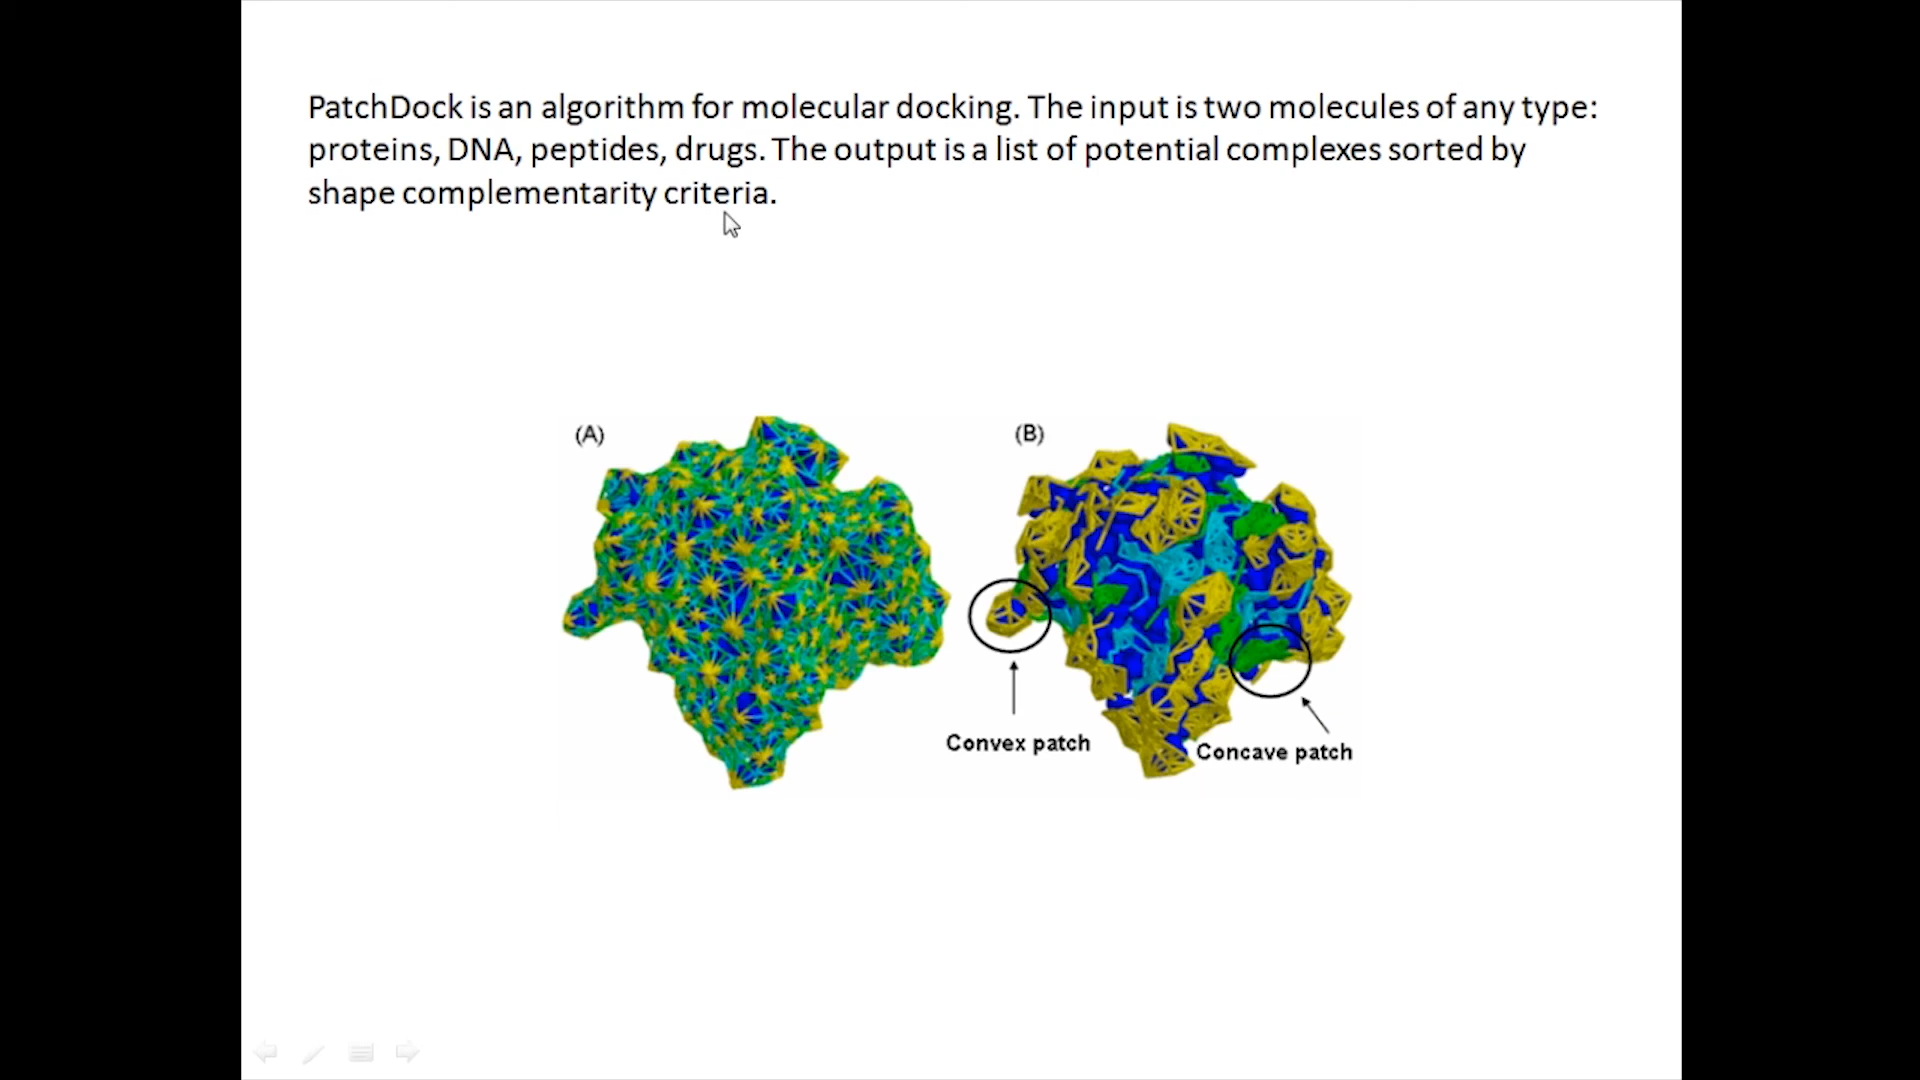 PatchDock is an algorithm for molecular docking. The input is two molecules of any type:
proteins, DNA, peptides, drugs. The output is a list of potential complexes sorted by
shape complementarity criteria.
(A)
(B)
Convex patch
Concave patch